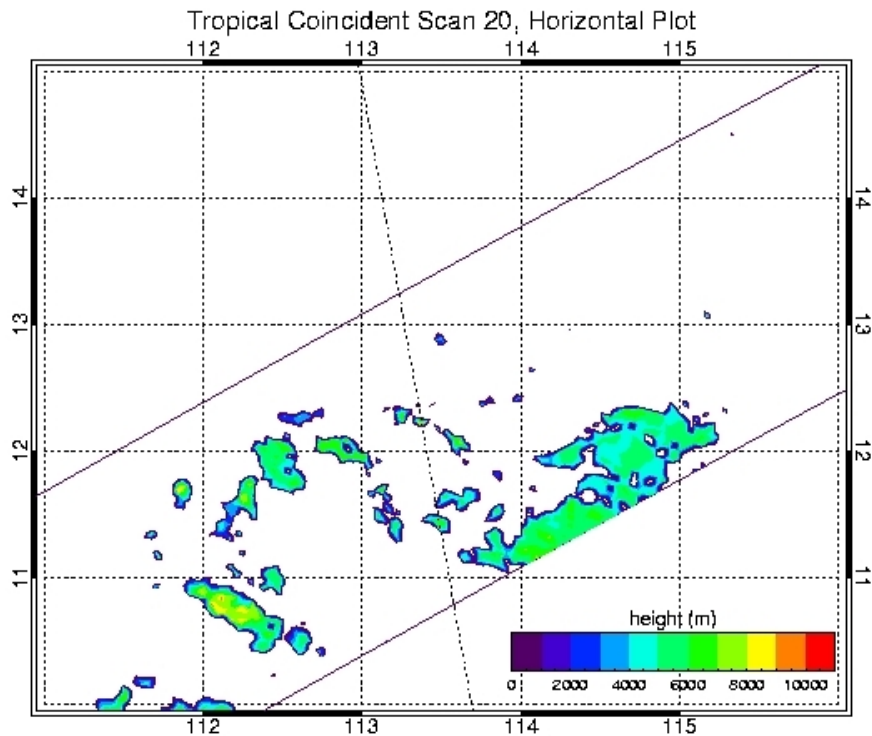 Tropical Coincident Scan 20, Horizontal Plot
112 113 114 115
14 14
13 13
12 12
11 11
height (m)
0 2000 4000 6000 8000 10000
112 113 114 115